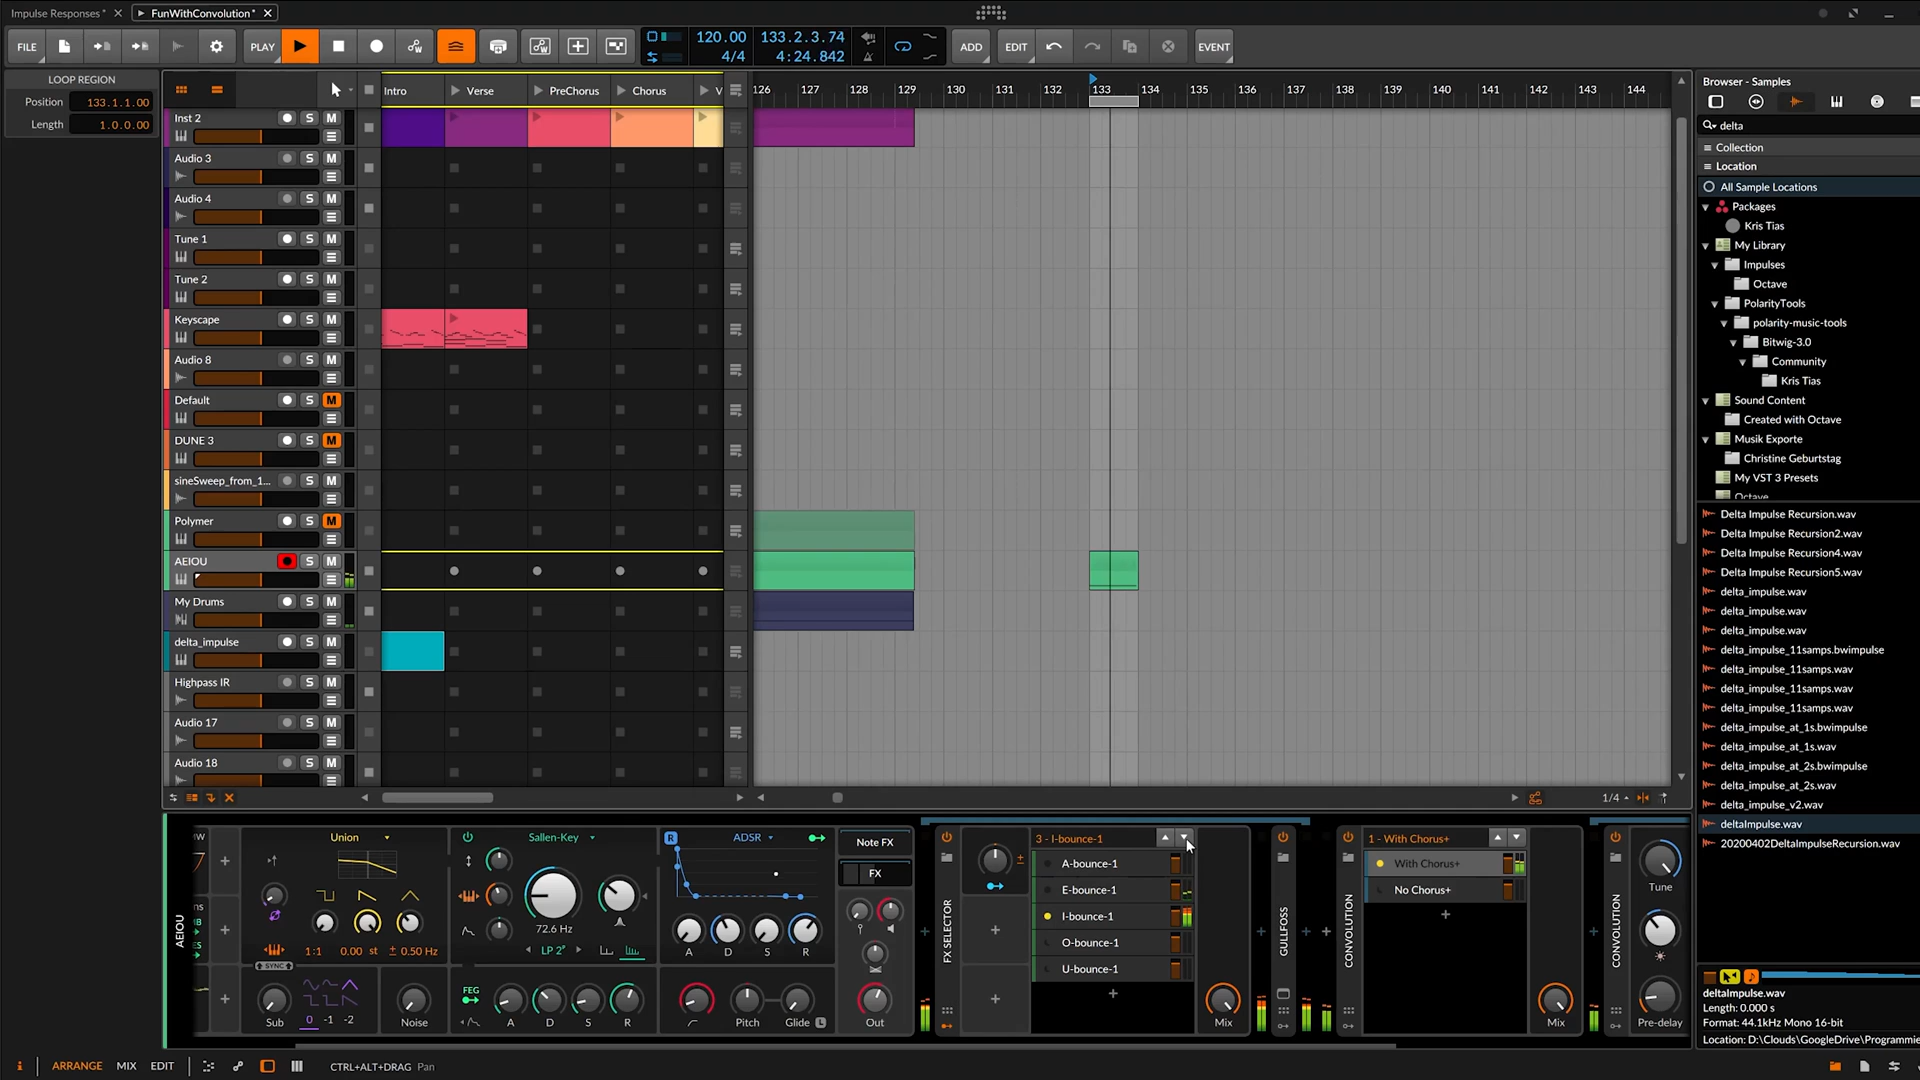 Impulse Responses* × FunWithConvolution* ×
FILE PLAY 120.00 133.2.3.74 ADD EDIT EVENT
4/4 4:24.842
LOOP REGION
Position 133.1.1.00
Length 1.0.0.00
Intro Verse PreChorus Chorus V
126 127 128 129 130 131 132 133 134 135 136 137 138 139 140 141 142 143 144
Inst 2 S M
Audio 3 S M
Audio 4 S M
Tune 1 S M
Tune 2 S M
Keyscape S M
Audio 8 S M
Default S M
DUNE 3 S M
sineSweep_from_1... S M
Polymer S M
AEIOU S M
My Drums S M
delta_impulse S M
Highpass IR S M
Audio 17 S M
Audio 18 S M
1/4
Browser - Samples
delta
Collection
Location
All Sample Locations
Packages
Kris Tias
My Library
Impulses
Octave
PolarityTools
polarity-music-tools
Bitwig-3.0
Community
Kris Tias
Sound Content
Created with Octave
Musik Exporte
Christine Geburtstag
My VST 3 Presets
Octave
Delta Impulse Recursion.wav
Delta Impulse Recursion2.wav
Delta Impulse Recursion4.wav
Delta Impulse Recursion5.wav
delta_impulse.wav
delta_impulse.wav
delta_impulse.wav
delta_impulse_11samps.bwimpulse
delta_impulse_11samps.wav
delta_impulse_11samps.wav
delta_impulse_11samps.wav
delta_impulse_at_1s.bwimpulse
delta_impulse_at_1s.wav
delta_impulse_at_2s.bwimpulse
delta_impulse_at_2s.wav
delta_impulse_v2.wav
deltaImpulse.wav
20200402DeltaImpulseRecursion.wav
deltaImpulse.wav
Length: 0.000 s
Format: 44.1kHz Mono 16-bit
Location: D:\Clouds\GoogleDrive\Programmie
AEIOU
Union
1:1 0.00 st ± 0.50 Hz
SYNC
Sub 0 -1 -2 Noise
Sallen-Key
72.6 Hz
LP 2
FEG A D S R
R ADSR
A D S R
Pitch Glide L
Note FX
FX
Out
FX SELECTOR
3 - I-bounce-1
A-bounce-1
E-bounce-1
I-bounce-1
O-bounce-1
U-bounce-1
Mix
GULLFOSS
CONVOLUTION
1 - With Chorus+
With Chorus+
No Chorus+
Mix
CONVOLUTION
Tune
Pre-delay
ARRANGE MIX EDIT CTRL+ALT+DRAG Pan